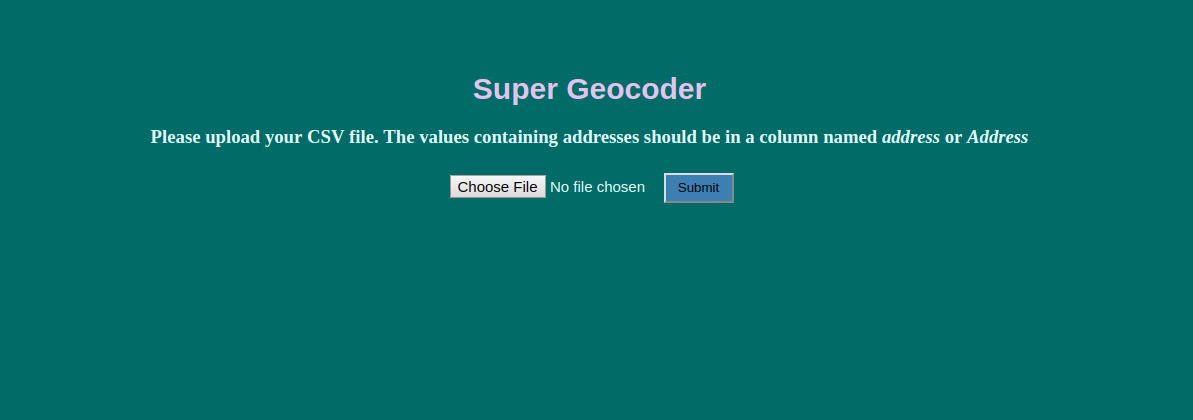 Super Geocoder
Please upload your CSV file. The values containing addresses should be in a column named address or Address
Choose File No file chosen Submit